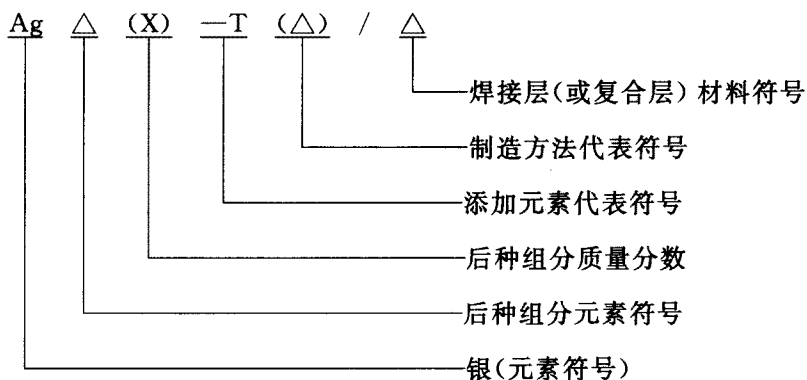 Ag △ (X) —T (△) / △
焊接层(或复合层)材料符号
制造方法代表符号
添加元素代表符号
后种组分质量分数
后种组分元素符号
银(元素符号)